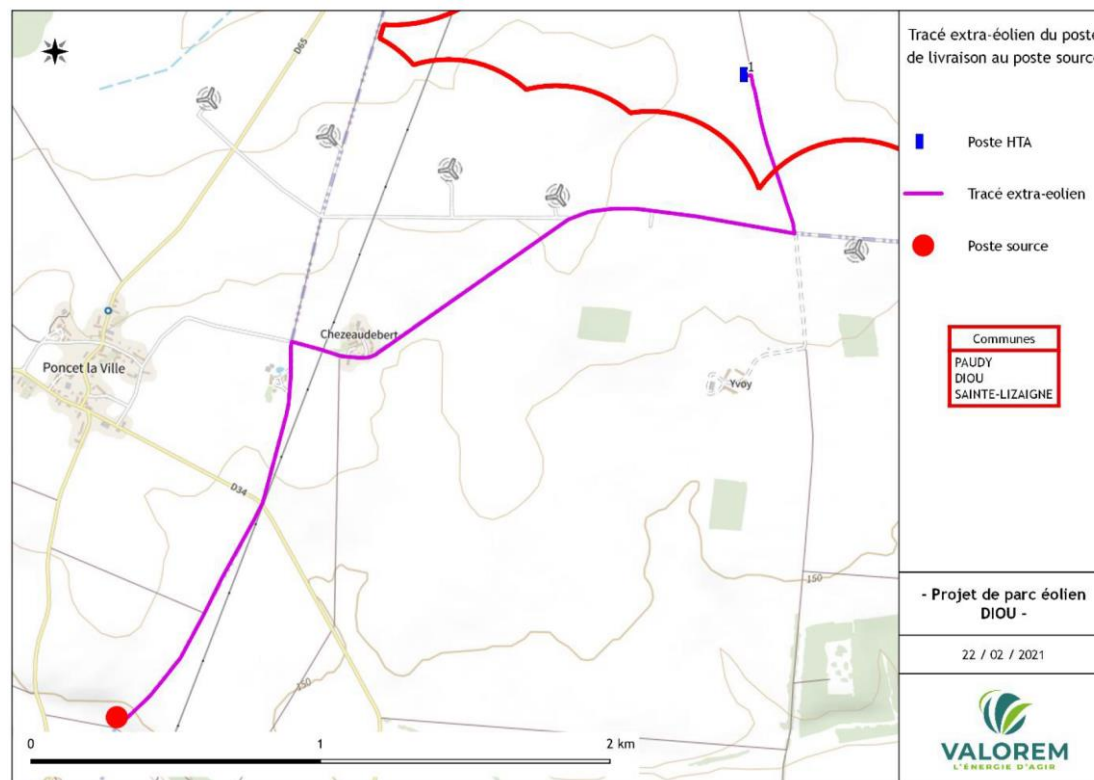 Tracé extra-éolien du poste
de livraison au poste source
Poste HTA
Tracé extra-eolien
Poste source
Communes
PAUDY
DIOU
SAINTE-LIZAIGNE
- Projet de parc éolien
DIOU -
22 / 02 / 2021
VALOREM
L'ÉNERGIE D'AGIR
D65
1
Chezeaudebert
Poncet la Ville
Yvoy
D34
150
150
0 1 2 km